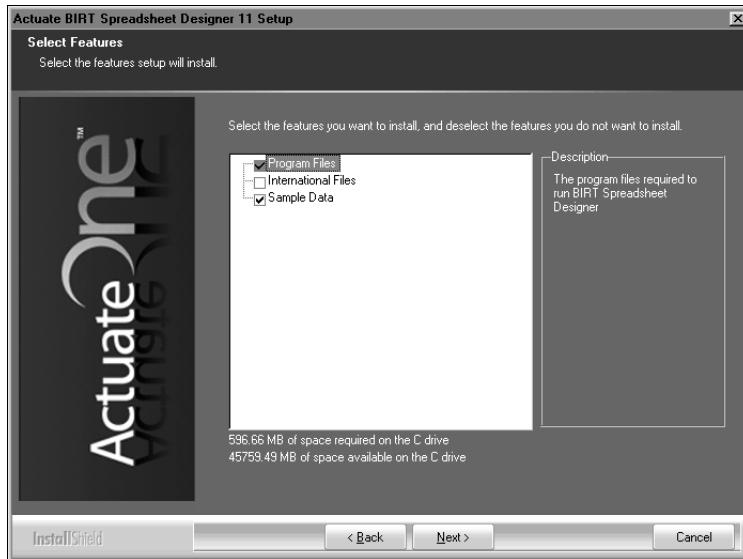 Actuate BIRT Spreadsheet Designer 11 Setup
Select Features
Select the features setup will install.
ActuateOne™
Select the features you want to install, and deselect the features you do not want to install.
Program Files
International Files
Sample Data
Description
The program files required to
run BIRT Spreadsheet
Designer
596.66 MB of space required on the C drive
45759.49 MB of space available on the C drive
InstallShield
< Back
Next >
Cancel